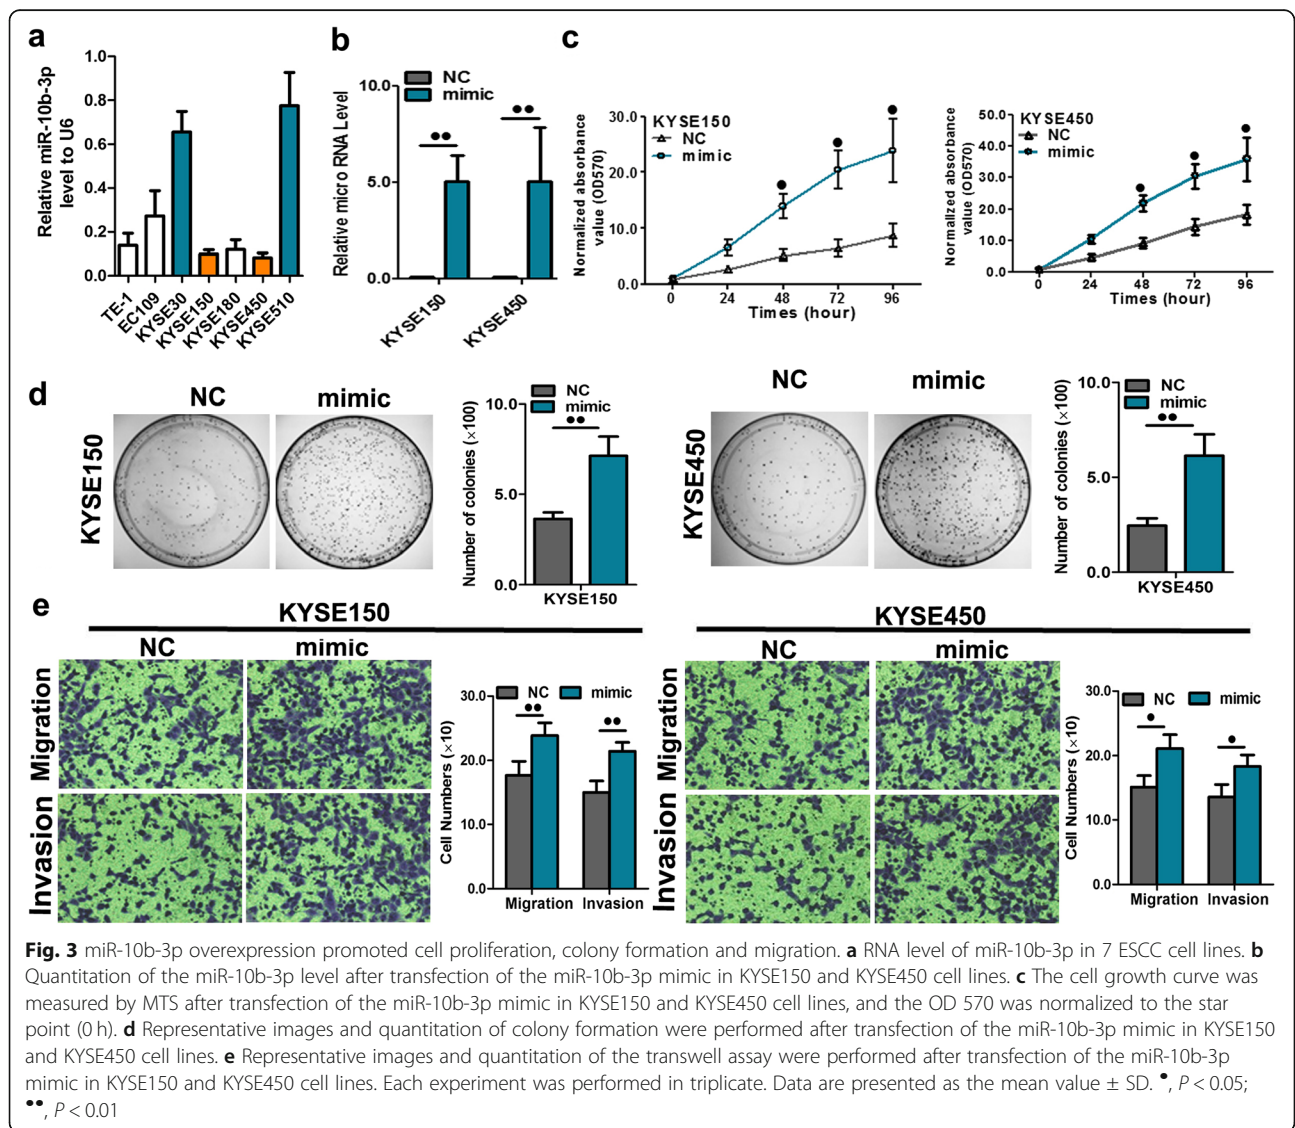 a
Relative miR-10b-3p
level to U6
1.0
0.8
0.6
0.4
0.2
0.0
TE-1
EC109
KYSE30
KYSE150
KYSE180
KYSE450
KYSE510
b
NC
mimic
Relative micro RNA Level
10.0
5.0
0.0
••
••
KYSE150
KYSE450
c
Normalized absorbance
value (OD570)
30.0
20.0
10.0
0.0
KYSE150
NC
mimic
•
•
•
0
24
48
72
96
Times (hour)
Normalized absorbance
value (OD570)
50.0
40.0
30.0
20.0
10.0
0.0
KYSE450
NC
mimic
•
•
•
0
24
48
72
96
Times (hour)
d
KYSE150
NC
mimic
Number of colonies (×100)
10.0
5.0
0.0
NC
mimic
••
KYSE150
KYSE450
NC
mimic
Number of colonies (×100)
10.0
5.0
0.0
NC
mimic
••
KYSE450
e
KYSE150
NC
mimic
Migration
Invasion
Cell Numbers (×10)
30.0
20.0
10.0
0.0
NC
mimic
••
••
Migration
Invasion
KYSE450
NC
mimic
Migration
Invasion
Cell Numbers (×10)
30.0
20.0
10.0
0.0
NC
mimic
•
•
Migration
Invasion
Fig. 3 miR-10b-3p overexpression promoted cell proliferation, colony formation and migration. a RNA level of miR-10b-3p in 7 ESCC cell lines. b
Quantitation of the miR-10b-3p level after transfection of the miR-10b-3p mimic in KYSE150 and KYSE450 cell lines. c The cell growth curve was
measured by MTS after transfection of the miR-10b-3p mimic in KYSE150 and KYSE450 cell lines, and the OD 570 was normalized to the star
point (0 h). d Representative images and quantitation of colony formation were performed after transfection of the miR-10b-3p mimic in KYSE150
and KYSE450 cell lines. e Representative images and quantitation of the transwell assay were performed after transfection of the miR-10b-3p
mimic in KYSE150 and KYSE450 cell lines. Each experiment was performed in triplicate. Data are presented as the mean value ± SD. •, P < 0.05;
••, P < 0.01